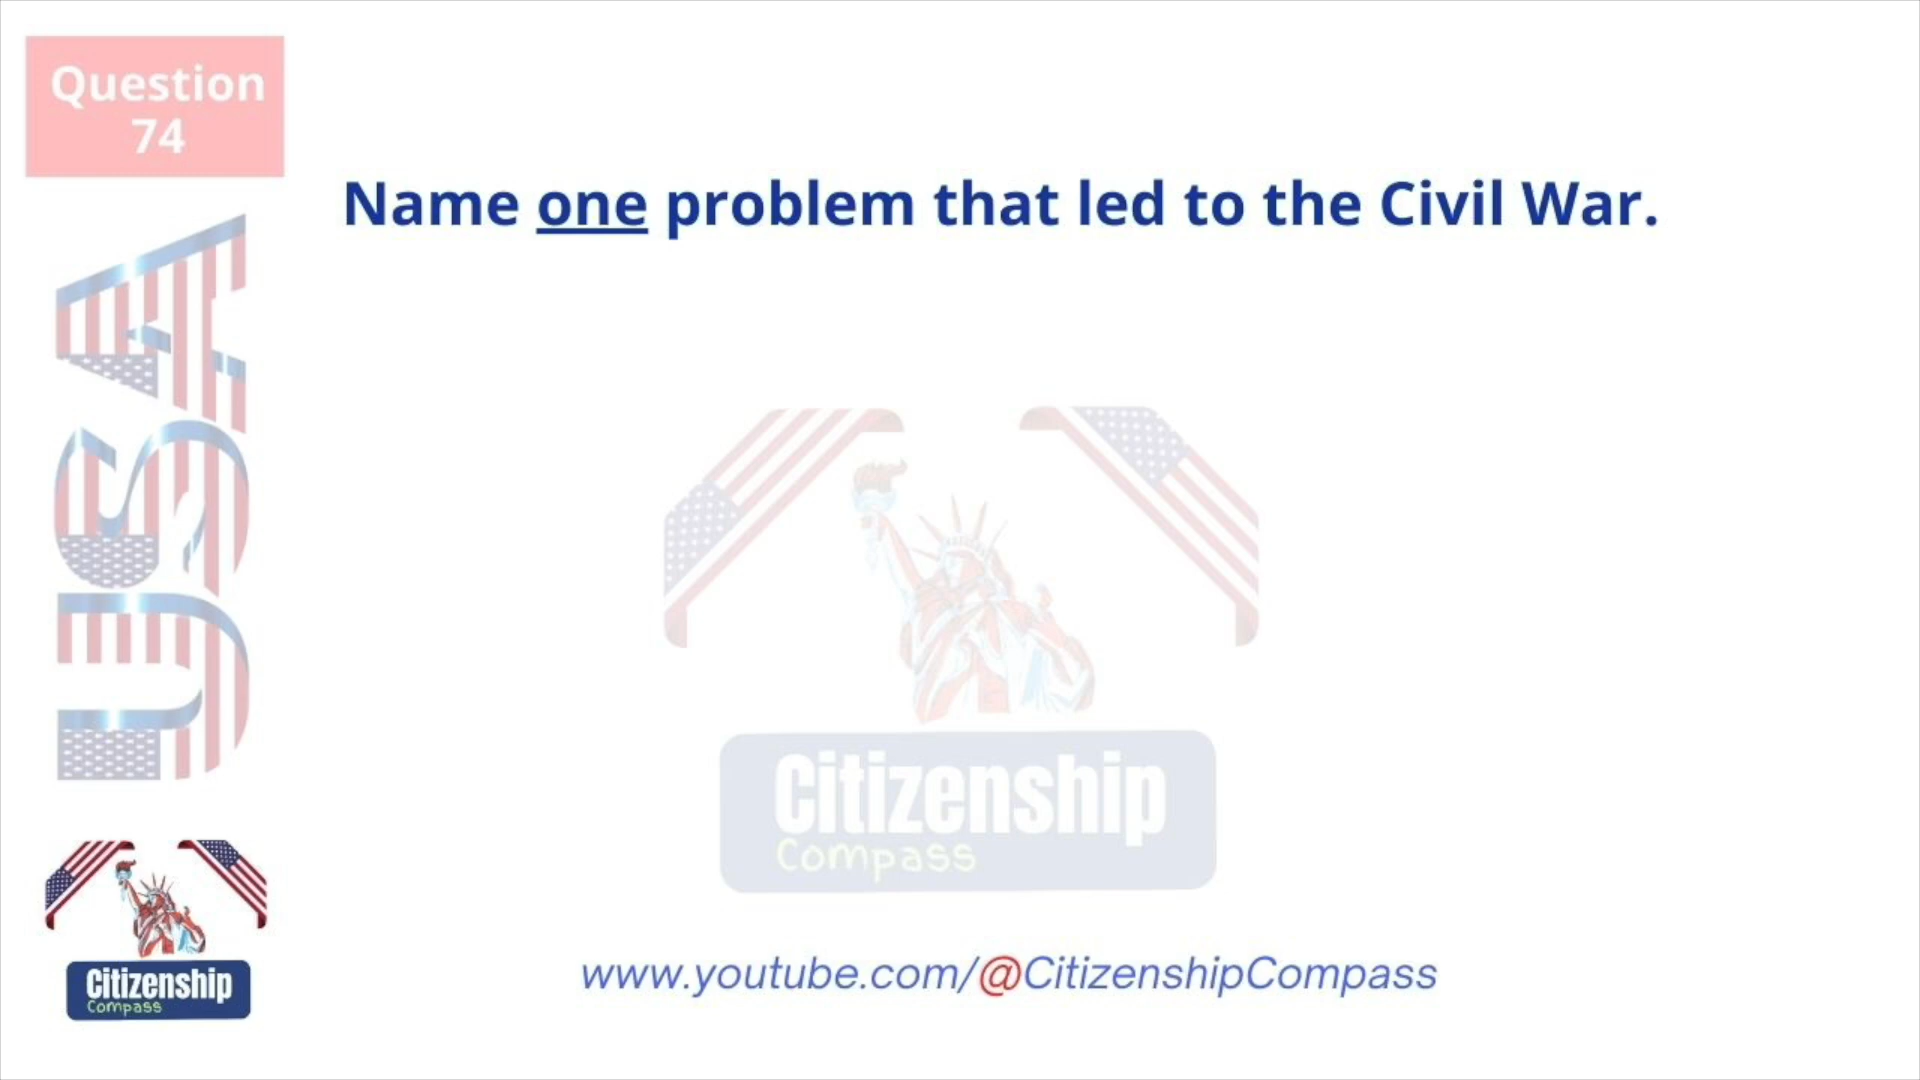 Question
74
Name one problem that led to the Civil War.
USA
Citizenship
Compass
Citizenship
Compass
www.youtube.com/@CitizenshipCompass